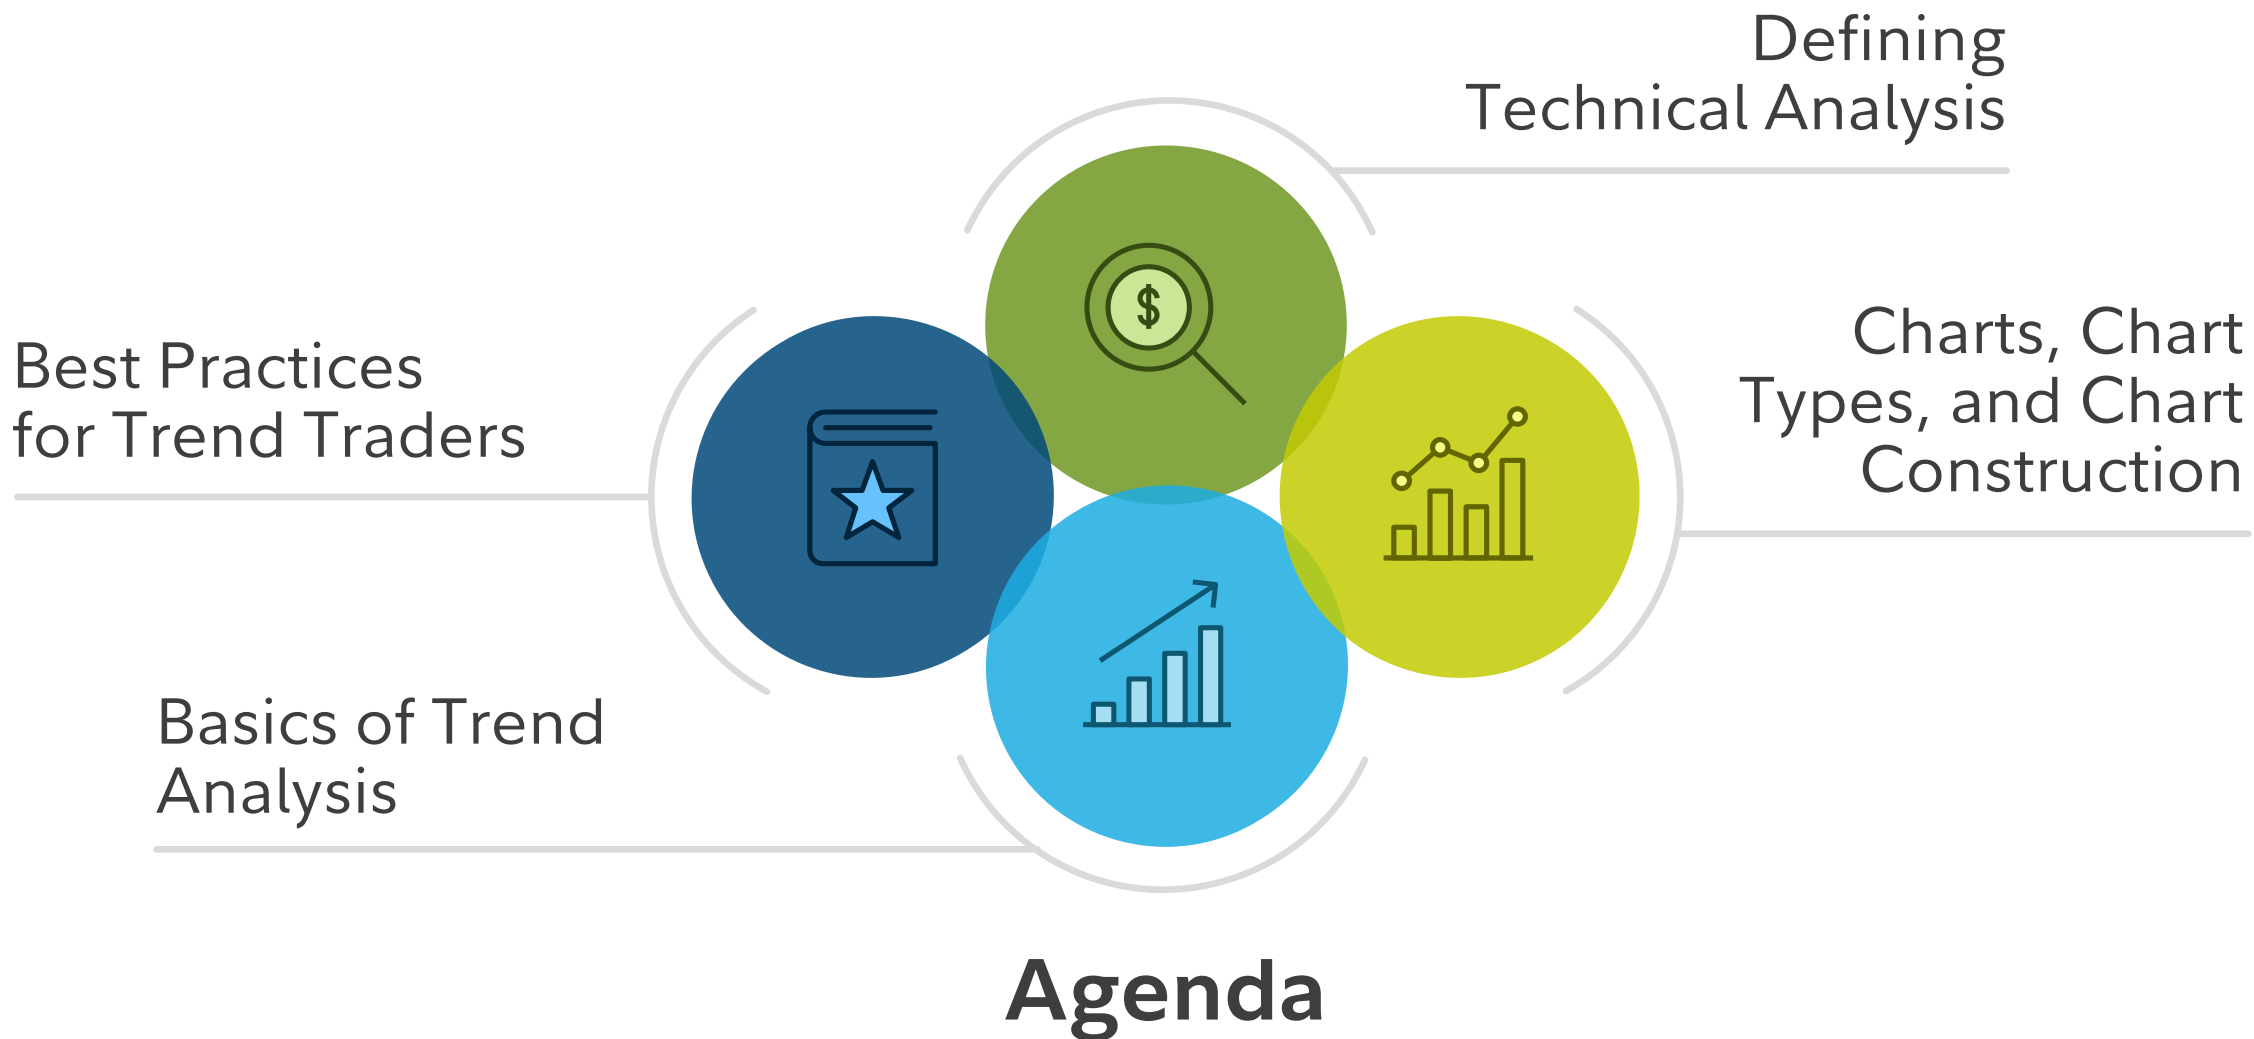 Defining
Technical Analysis
Charts, Chart
Types, and Chart
Construction
Best Practices
for Trend Traders
Basics of Trend
Analysis
$
Agenda